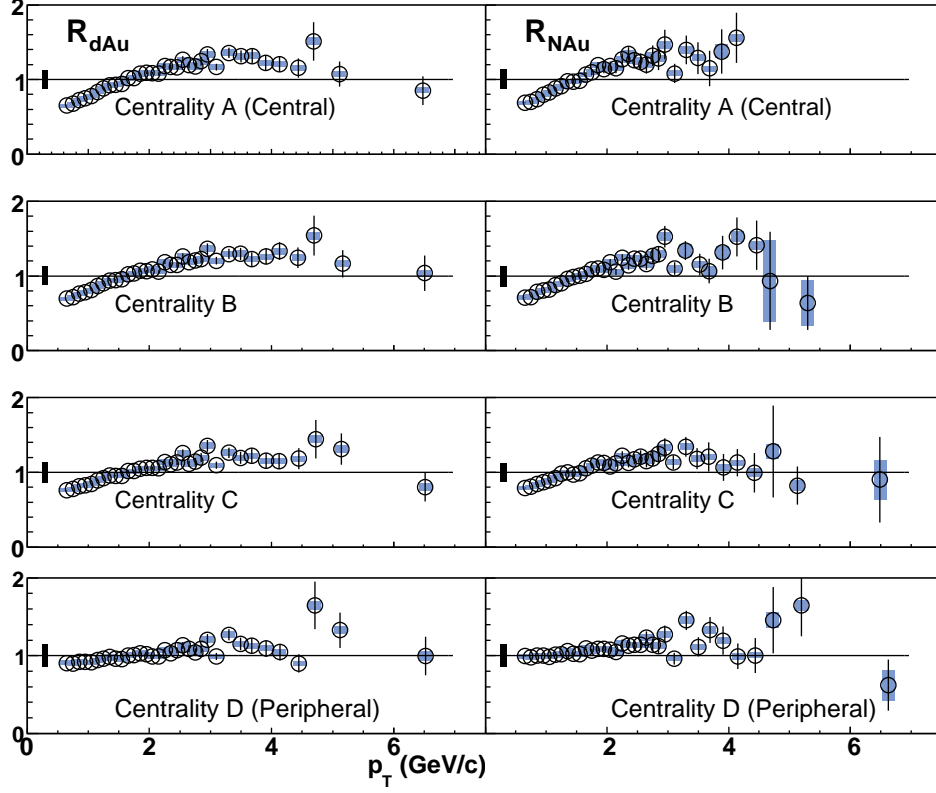 2
R_dAu
R_NAu
1
Centrality A (Central)
Centrality A (Central)
0
2
1
Centrality B
Centrality B
0
2
1
Centrality C
Centrality C
0
2
1
Centrality D (Peripheral)
Centrality D (Peripheral)
0
0 2 4 6 2 4 6
p_T (GeV/c)